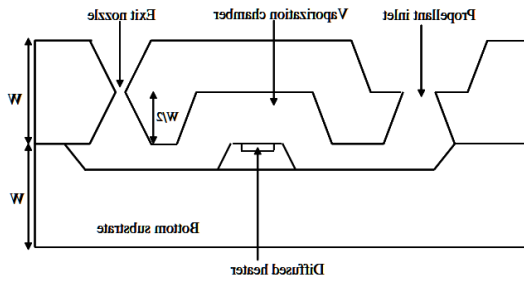 Exit nozzle
Vaporization chamber
Propellant inlet
W
W/2
W
Bottom substrate
Diffused heater